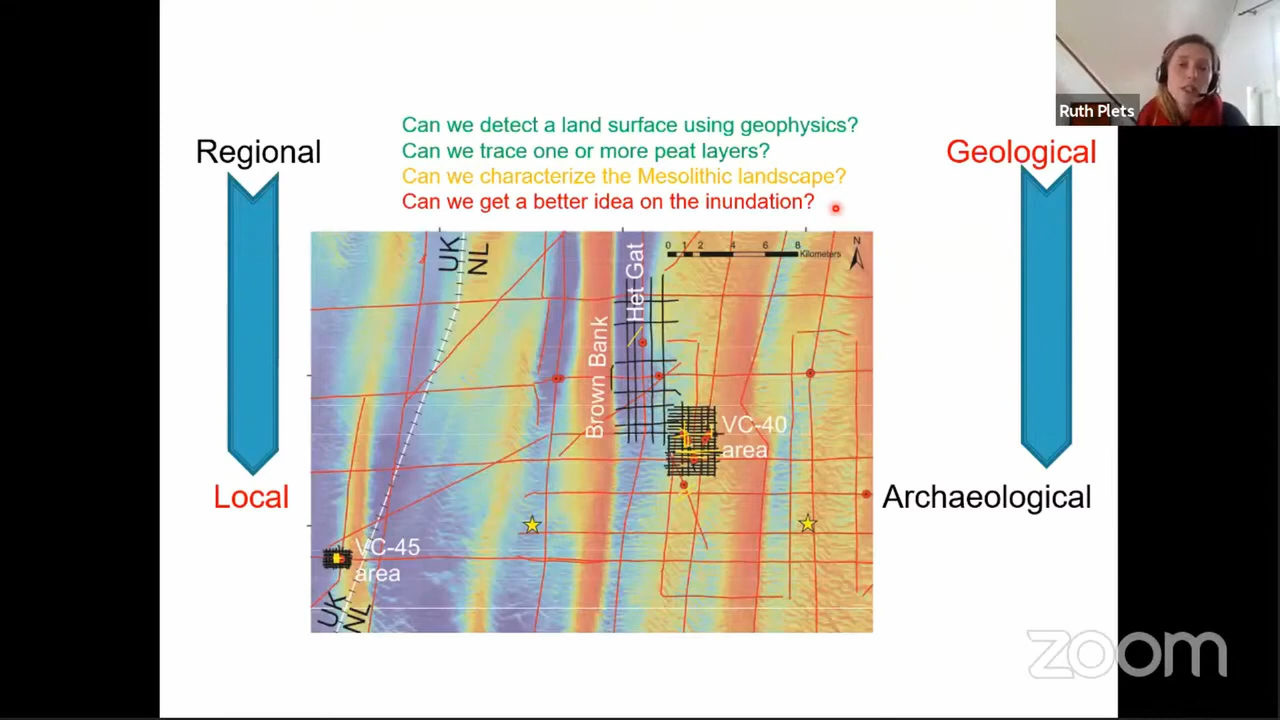 Ruth Plets
Can we detect a land surface using geophysics?
Can we trace one or more peat layers?
Can we characterize the Mesolithic landscape?
Can we get a better idea on the inundation?
Regional
Local
Geological
Archaeological
UK
NL
Brown Bank
Het Gat
0 1 2 4 6 8
Kilometers
N
VC-40
area
VC-45
area
UK
NL
zoom